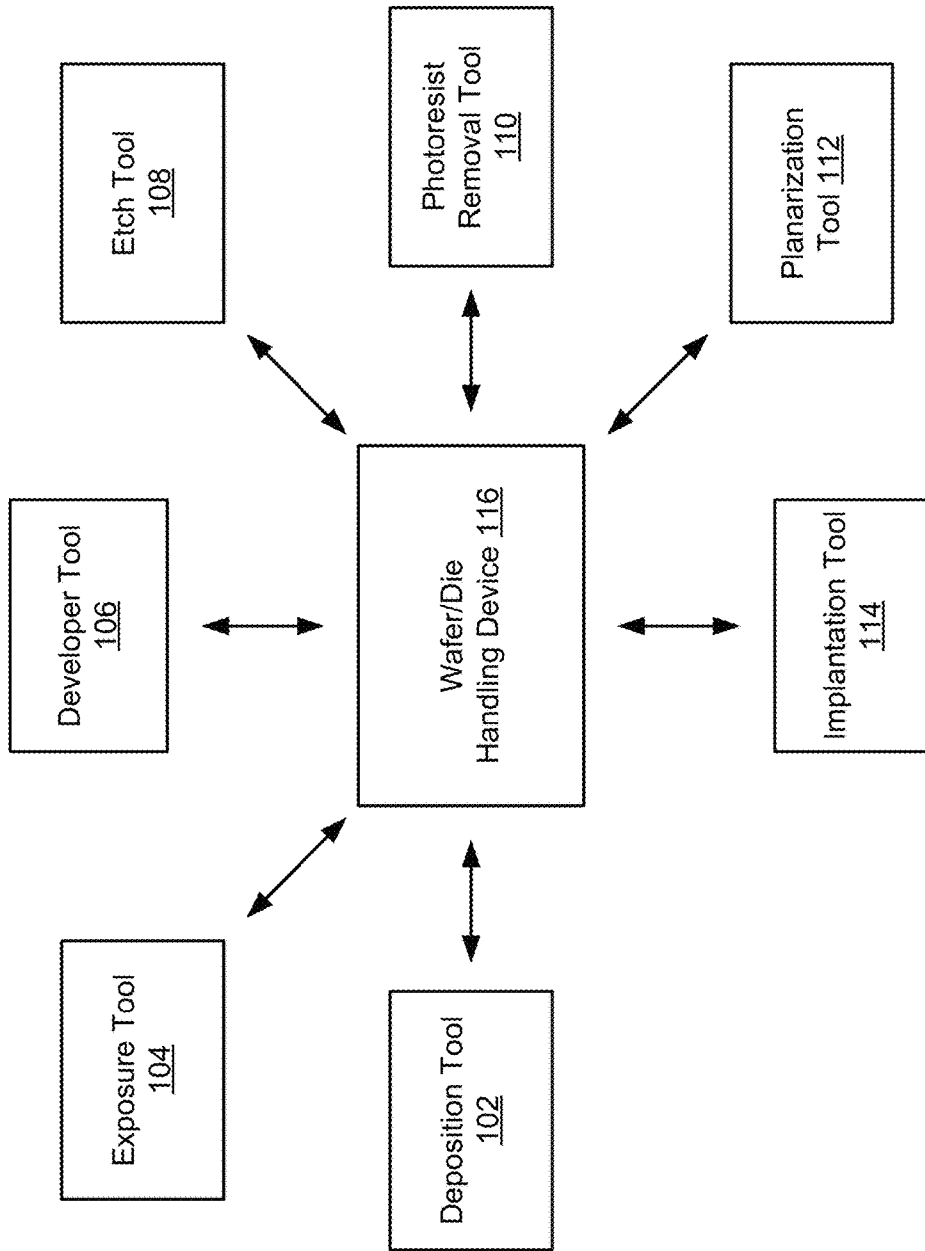 Exposure Tool
104
Developer Tool
106
Etch Tool
108
Deposition Tool
102
Wafer/Die
Handling Device 116
Photoresist
Removal Tool
110
Implantation Tool
114
Planarization
Tool 112